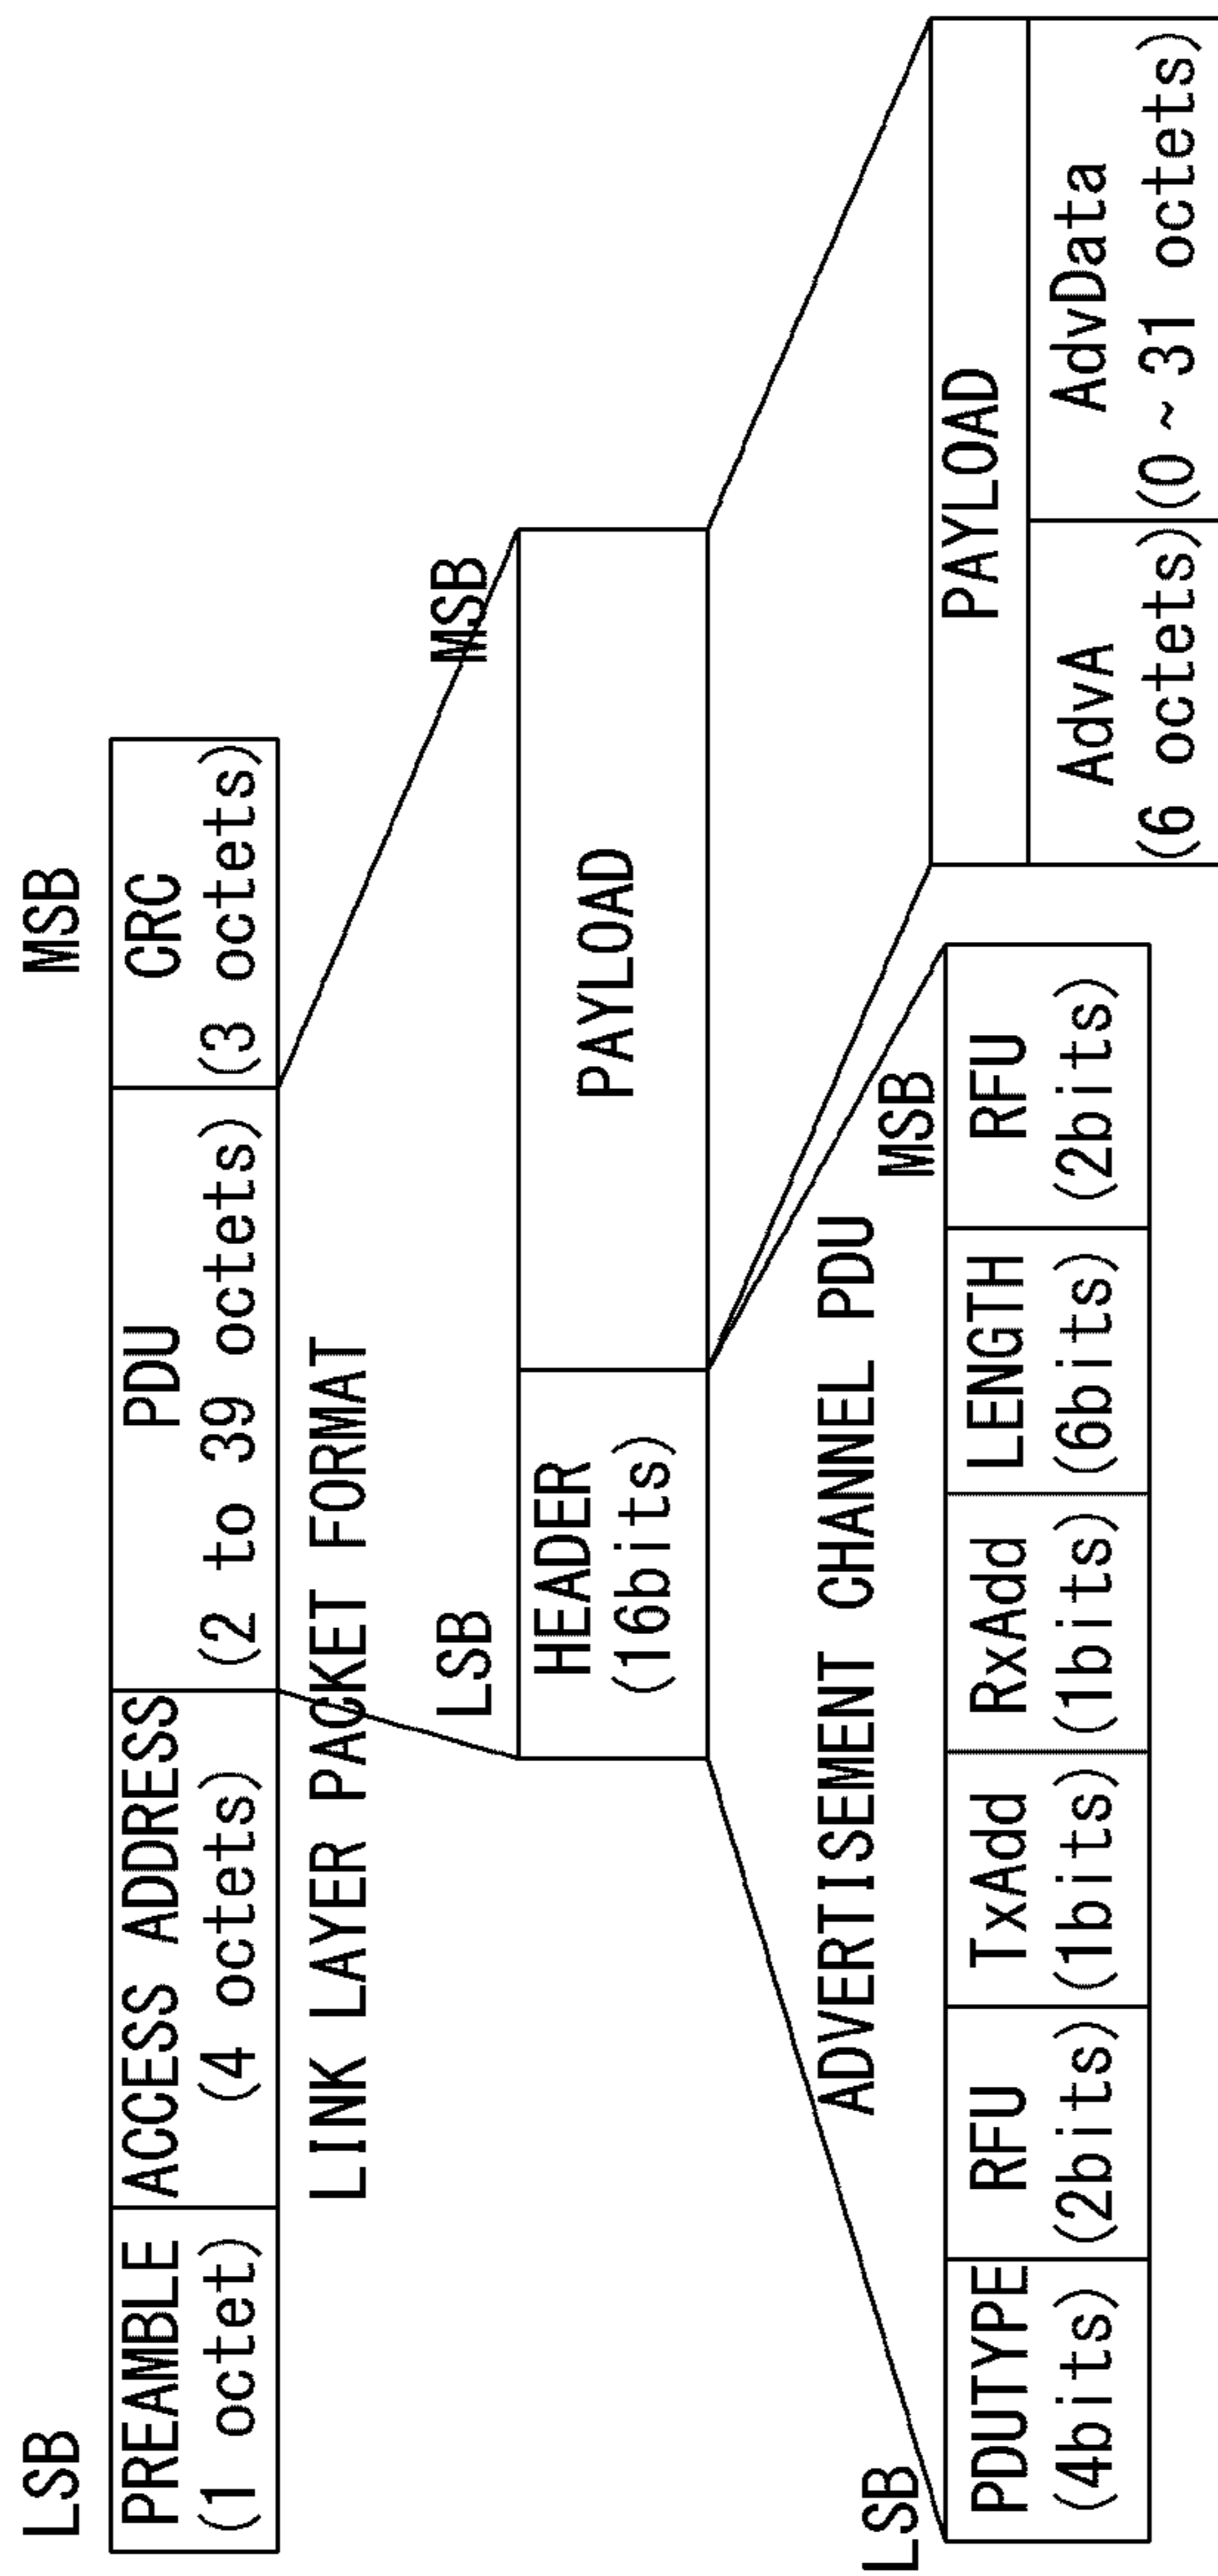 LSB MSB
PREAMBLE ACCESS ADDRESS PDU CRC
(1 octet) (4 octets) (2 to 39 octets) (3 octets)
LINK LAYER PACKET FORMAT
LSB MSB
HEADER PAYLOAD
(16bits)
ADVERTISEMENT CHANNEL PDU
LSB MSB
PDUTYPE RFU TxAdd RxAdd LENGTH RFU
(4bits) (2bits) (1bits) (1bits) (6bits) (2bits)
PAYLOAD
AdvA AdvData
(6 octets) (0 ~ 31 octets)